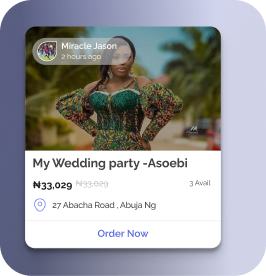 Miracle Jason
2 hours ago
My Wedding party -Asoebi
₦33,029 ₦33,029 3 Avail
27 Abacha Road , Abuja Ng
Order Now